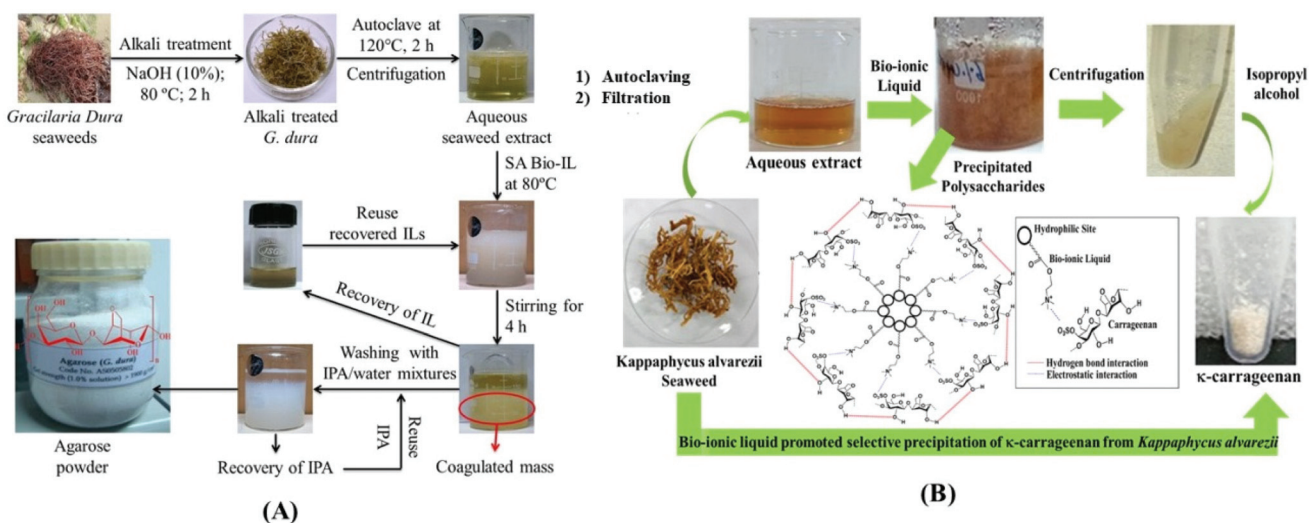 Alkali treatment
NaOH (10%);
80 ºC; 2 h
Autoclave at
120°C, 2 h
Centrifugation
Gracilaria Dura
seaweeds
Alkali treated
G. dura
Aqueous
seaweed extract
SA Bio-IL
at 80ºC
Reuse
recovered ILs
Stirring for
4 h
Recovery of IL
Washing with
IPA/water mixtures
Reuse
IPA
Agarose (G. dura)
Agarose
powder
Recovery of IPA
Coagulated mass
(A)
1) Autoclaving
2) Filtration
Bio-ionic
Liquid
Centrifugation
Isopropyl
alcohol
Aqueous extract
Precipitated
Polysaccharides
Kappaphycus alvarezii
Seaweed
Hydrophilic Site
Bio-ionic Liquid
Carrageenan
Hydrogen bond interaction
Electrostatic interaction
κ-carrageenan
Bio-ionic liquid promoted selective precipitation of κ-carrageenan from Kappaphycus alvarezii
(B)